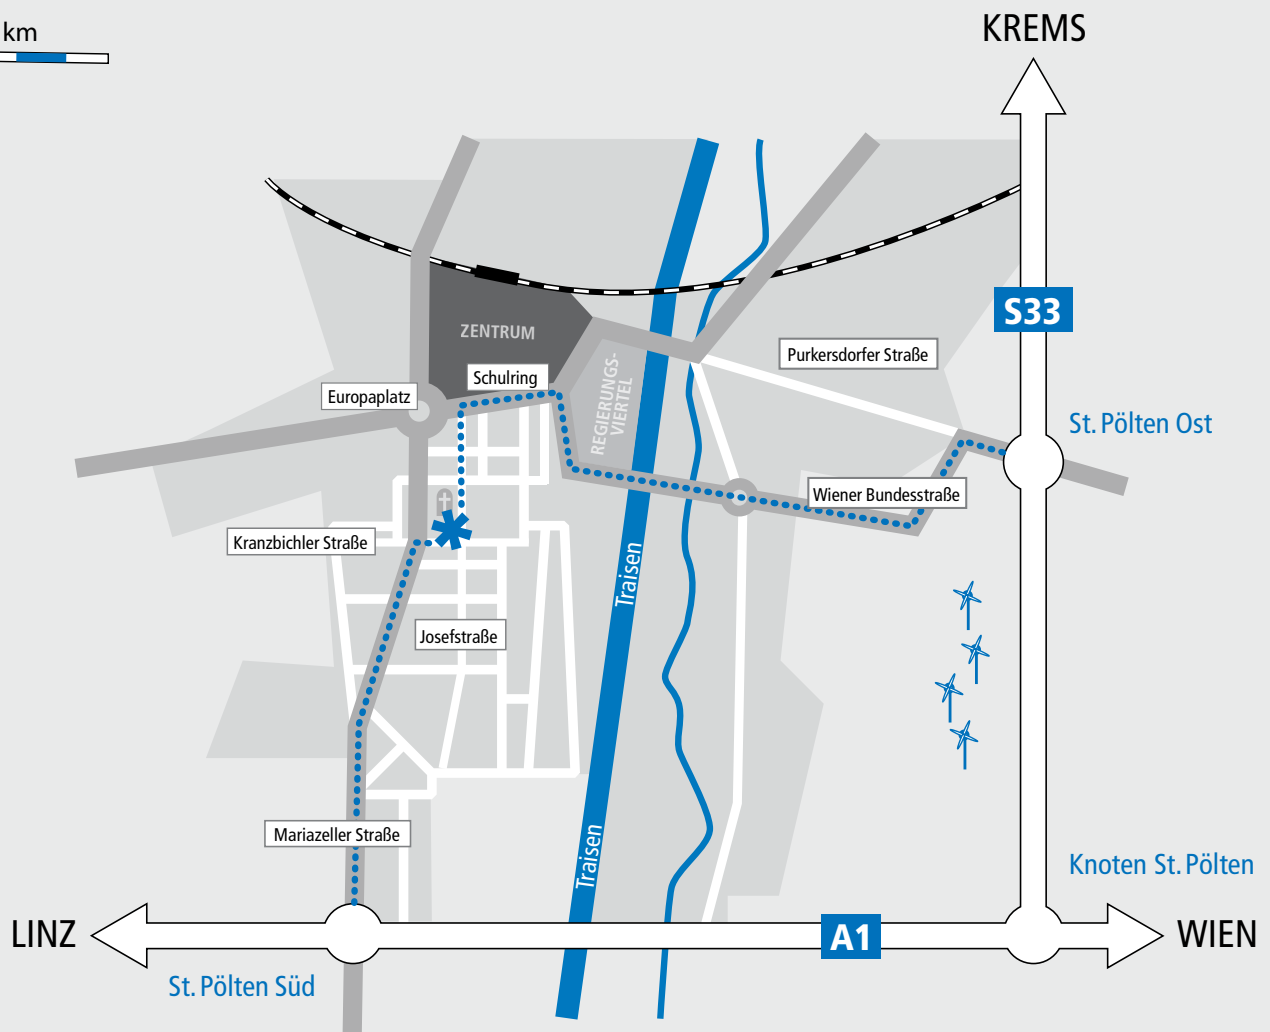 km
KREMS
S33
ZENTRUM
Purkersdorfer Straße
Schulring
Europaplatz
REGIERUNGS-
VIERTEL
St. Pölten Ost
Wiener Bundesstraße
Kranzbichler Straße
Traisen
Josefstraße
Mariazeller Straße
Traisen
Knoten St. Pölten
LINZ
A1
WIEN
St. Pölten Süd